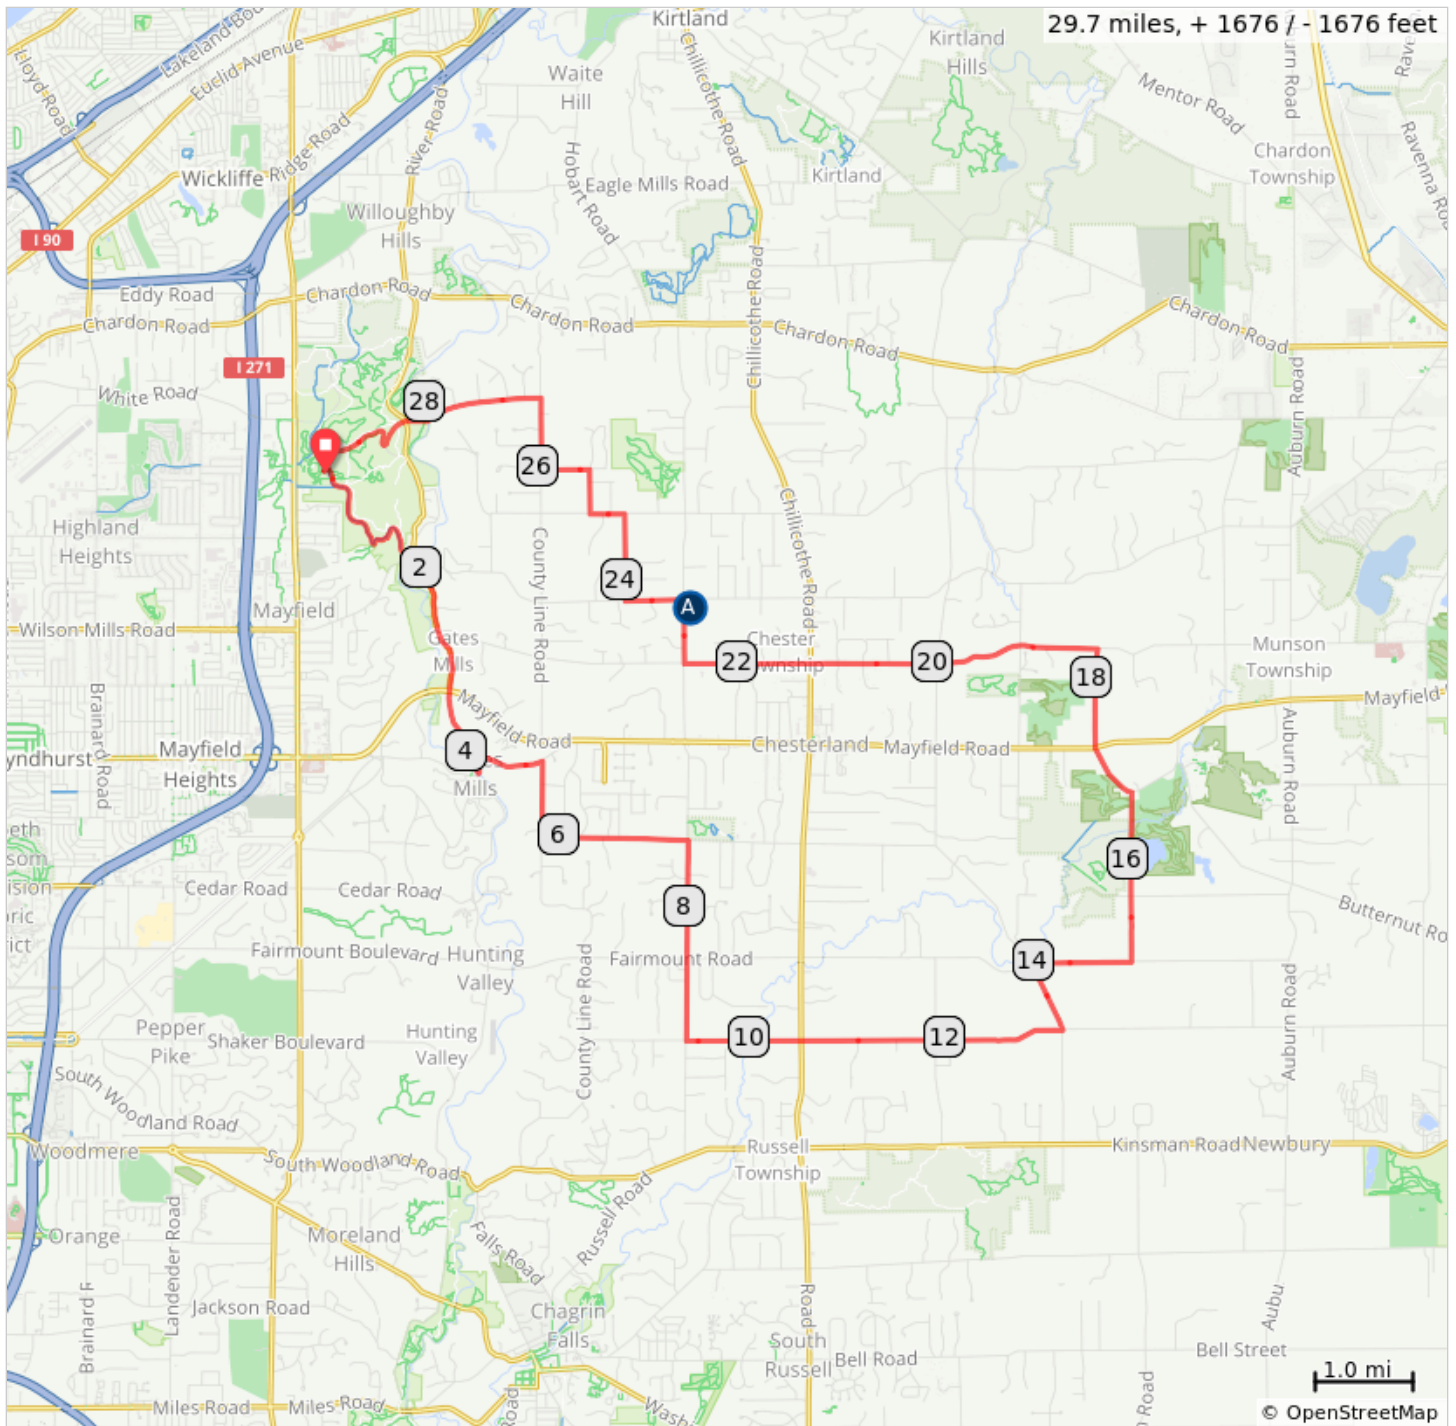 Kirtland
29.7 miles, + 1676 / - 1676 feet
Lakeland
Euclid Avenue
Lloyd Road
Chillicothe Road
Kirtland
Hills
Waite
Hill
Mentor Road
River Road
Ridge Road
Wickliffe
Hobart Road
Eagle Mills Road
Kirtland
Chardon
Township
Willoughby
Hills
I 90
Eddy Road
Chardon Road
Chardon Road
Chardon Road
Chillicothe Road
Chardon Road
Chardon Road
I 271
White Road
28
Auburn Road
26
Highland
Heights
Chillicothe Road
County Line Road
2
24
A
Mayfield
Wilson Mills Road
Gates
Mills
Chester
22
20
18
Munson
Township
Mayfield
Brainard Road
Mayfield Road
4
Mayfield
Heights
Chesterland
Mayfield Road
Auburn Road
Mills
6
16
Cedar Road
Cedar Road
8
Fairmount Boulevard
Hunting
Valley
County Line Road
Fairmount Road
14
Auburn Road
Pepper
Pike
Shaker Boulevard
Hunting
Valley
10
12
South Woodland Road
Woodmere
South Woodland Road
Russell
Township
Kinsman Road
Newbury
Orange
Lander Road
Moreland
Hills
Falls Road
Russell Road
Jackson Road
Chagrin
Falls
Road
South
Russell
Bell Road
Bell Street
1.0 mi
Miles Road
Miles Road
Road
Road
© OpenStreetMap